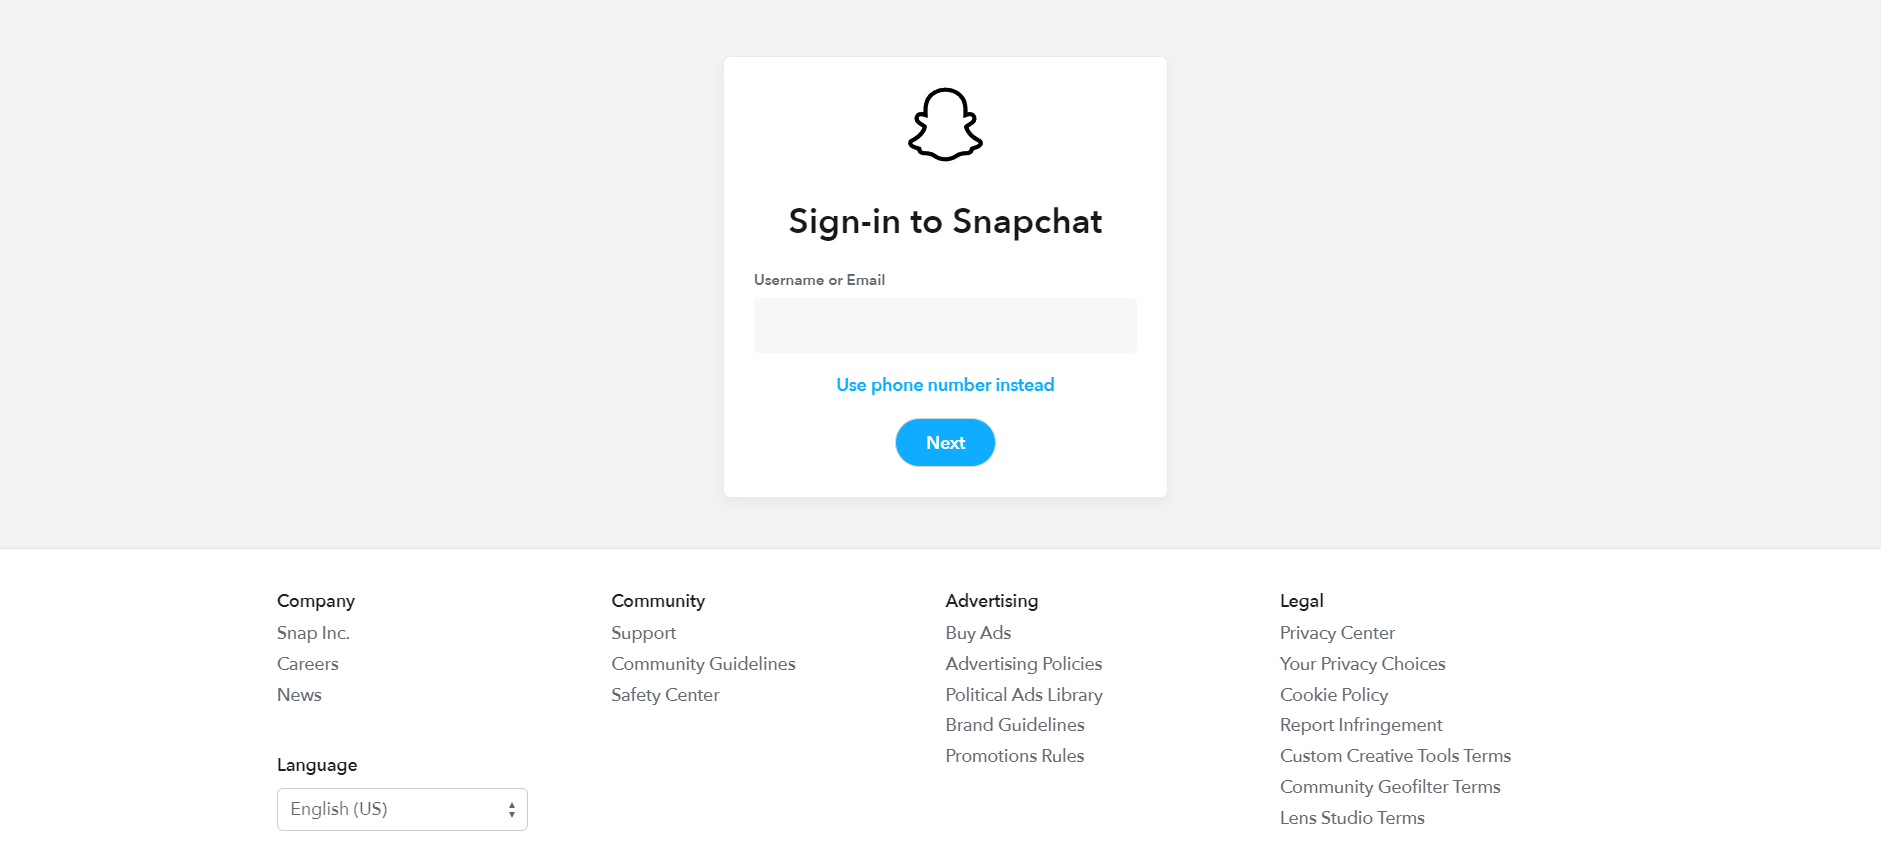 Sign-in to Snapchat
Username or Email
Use phone number instead
Next
Company
Snap Inc.
Careers
News
Language
English (US)
Community
Support
Community Guidelines
Safety Center
Advertising
Buy Ads
Advertising Policies
Political Ads Library
Brand Guidelines
Promotions Rules
Legal
Privacy Center
Your Privacy Choices
Cookie Policy
Report Infringement
Custom Creative Tools Terms
Community Geofilter Terms
Lens Studio Terms